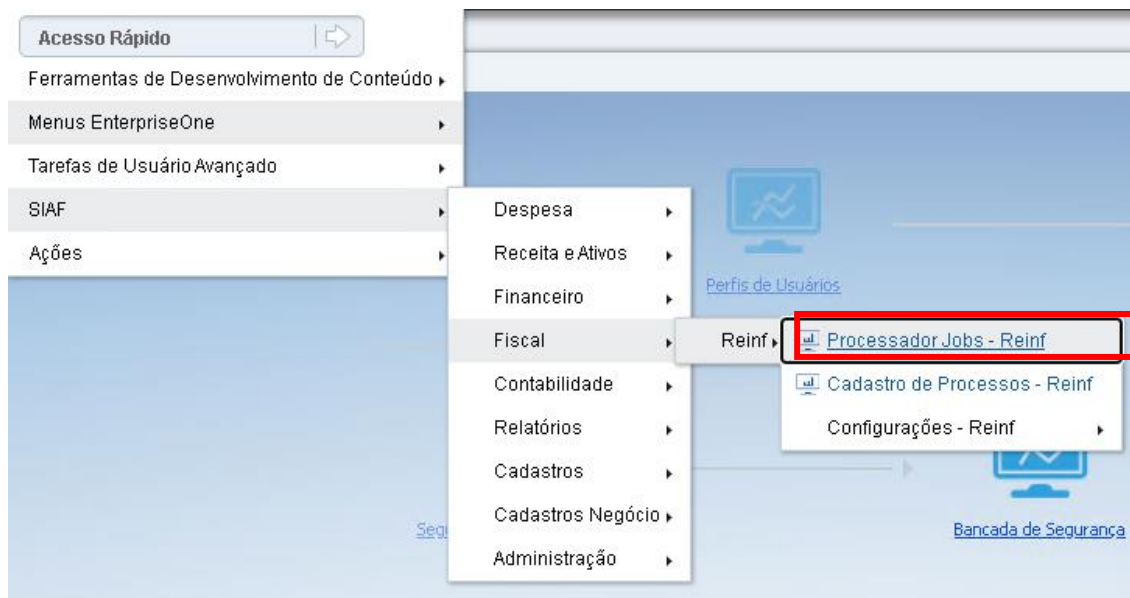 Acesso Rápido
Ferramentas de Desenvolvimento de Conteúdo
Menus EnterpriseOne
Tarefas de Usuário Avançado
SIAF
Ações
Despesa
Receita e Ativos
Financeiro
Fiscal
Contabilidade
Relatórios
Cadastros
Cadastros Negócio
Administração
Reinf
Processador Jobs - Reinf
Cadastro de Processos - Reinf
Configurações - Reinf
Perfis de Usuários
Bancada de Segurança